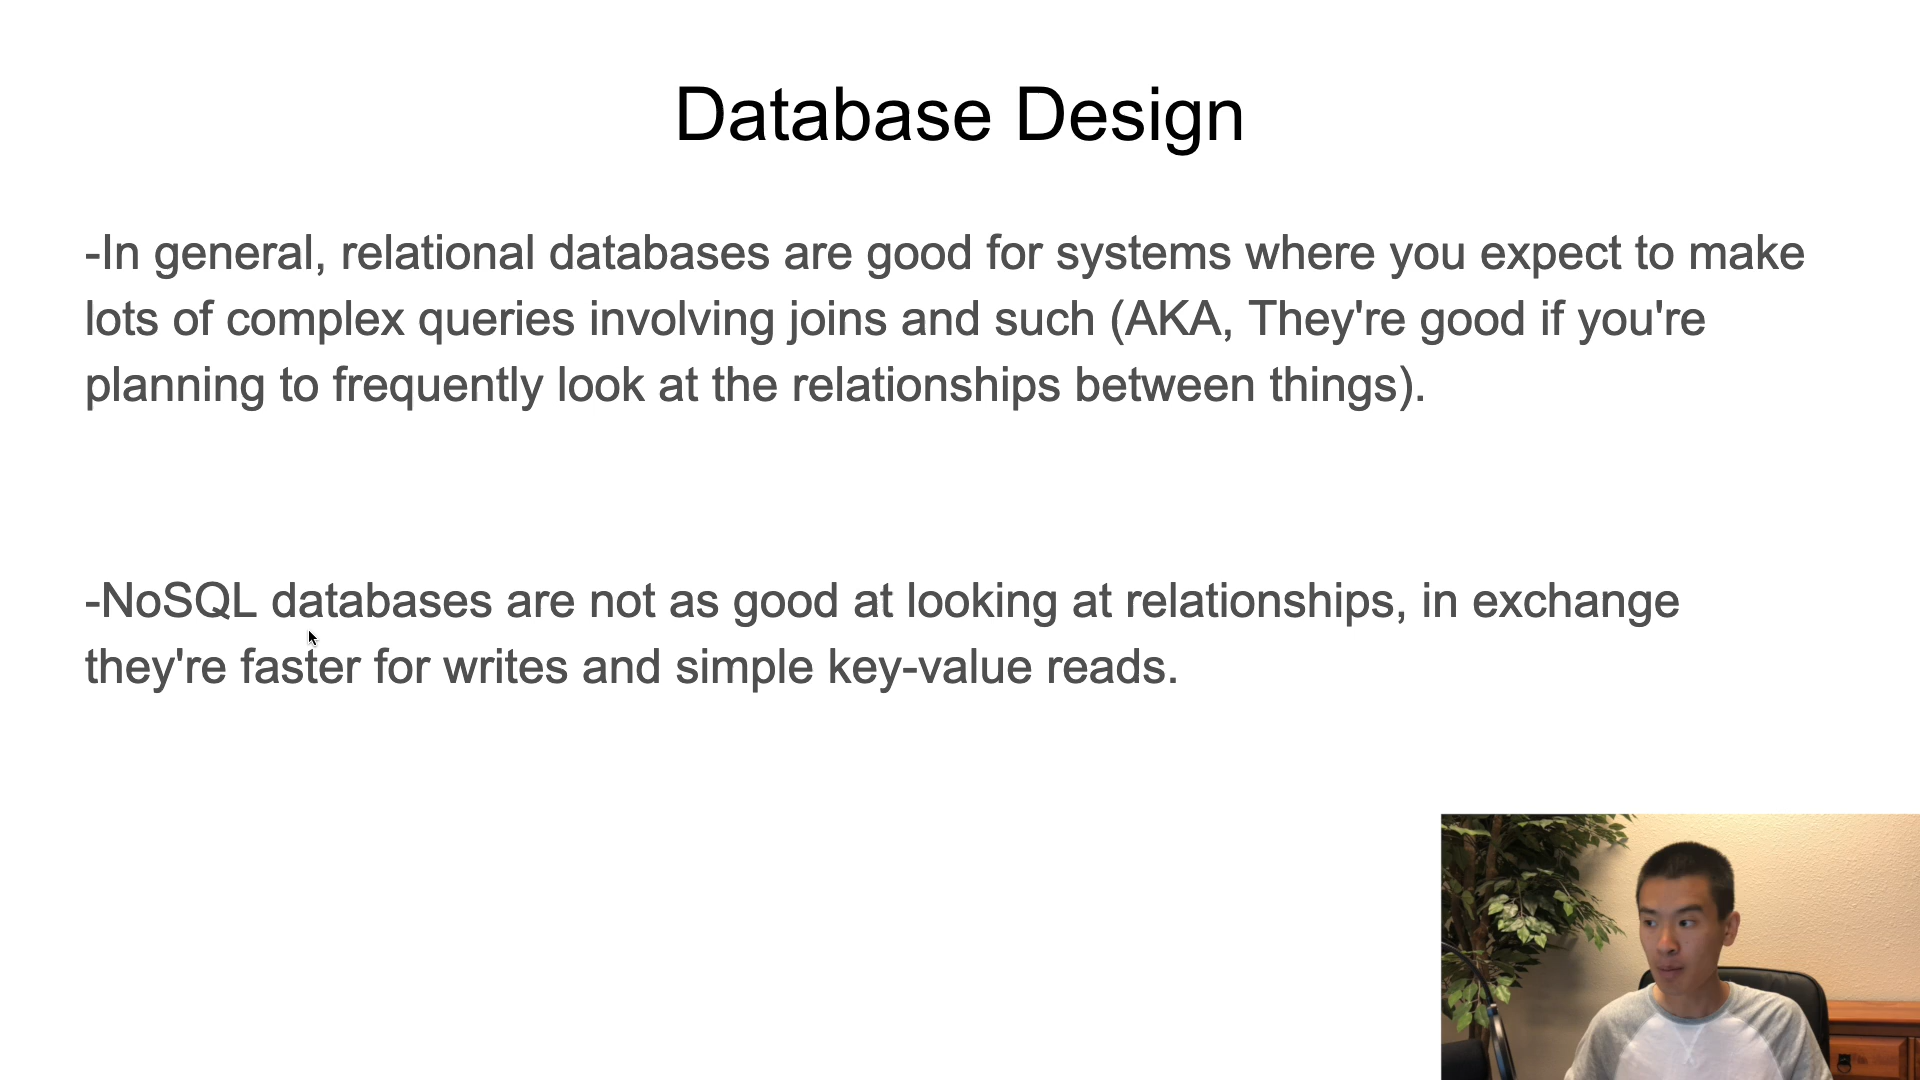 Database Design
-In general, relational databases are good for systems where you expect to make
lots of complex queries involving joins and such (AKA, They're good if you're
planning to frequently look at the relationships between things).
-NoSQL databases are not as good at looking at relationships, in exchange
they're faster for writes and simple key-value reads.